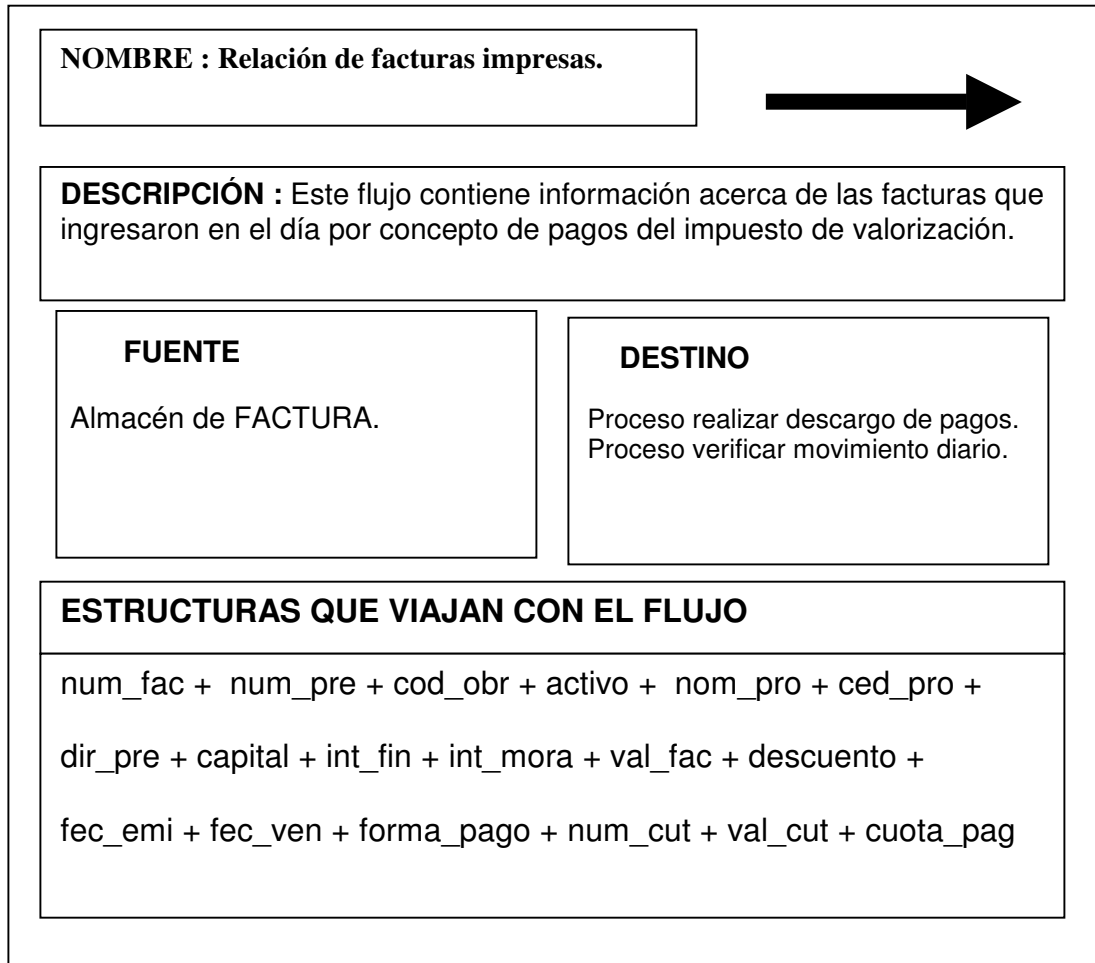 NOMBRE : Relación de facturas impresas.
DESCRIPCIÓN : Este flujo contiene información acerca de las facturas que
ingresaron en el día por concepto de pagos del impuesto de valorización.
FUENTE
Almacén de FACTURA.
DESTINO
Proceso realizar descargo de pagos.
Proceso verificar movimiento diario.
ESTRUCTURAS QUE VIAJAN CON EL FLUJO
num_fac + num_pre + cod_obr + activo + nom_pro + ced_pro +
dir_pre + capital + int_fin + int_mora + val_fac + descuento +
fec_emi + fec_ven + forma_pago + num_cut + val_cut + cuota_pag